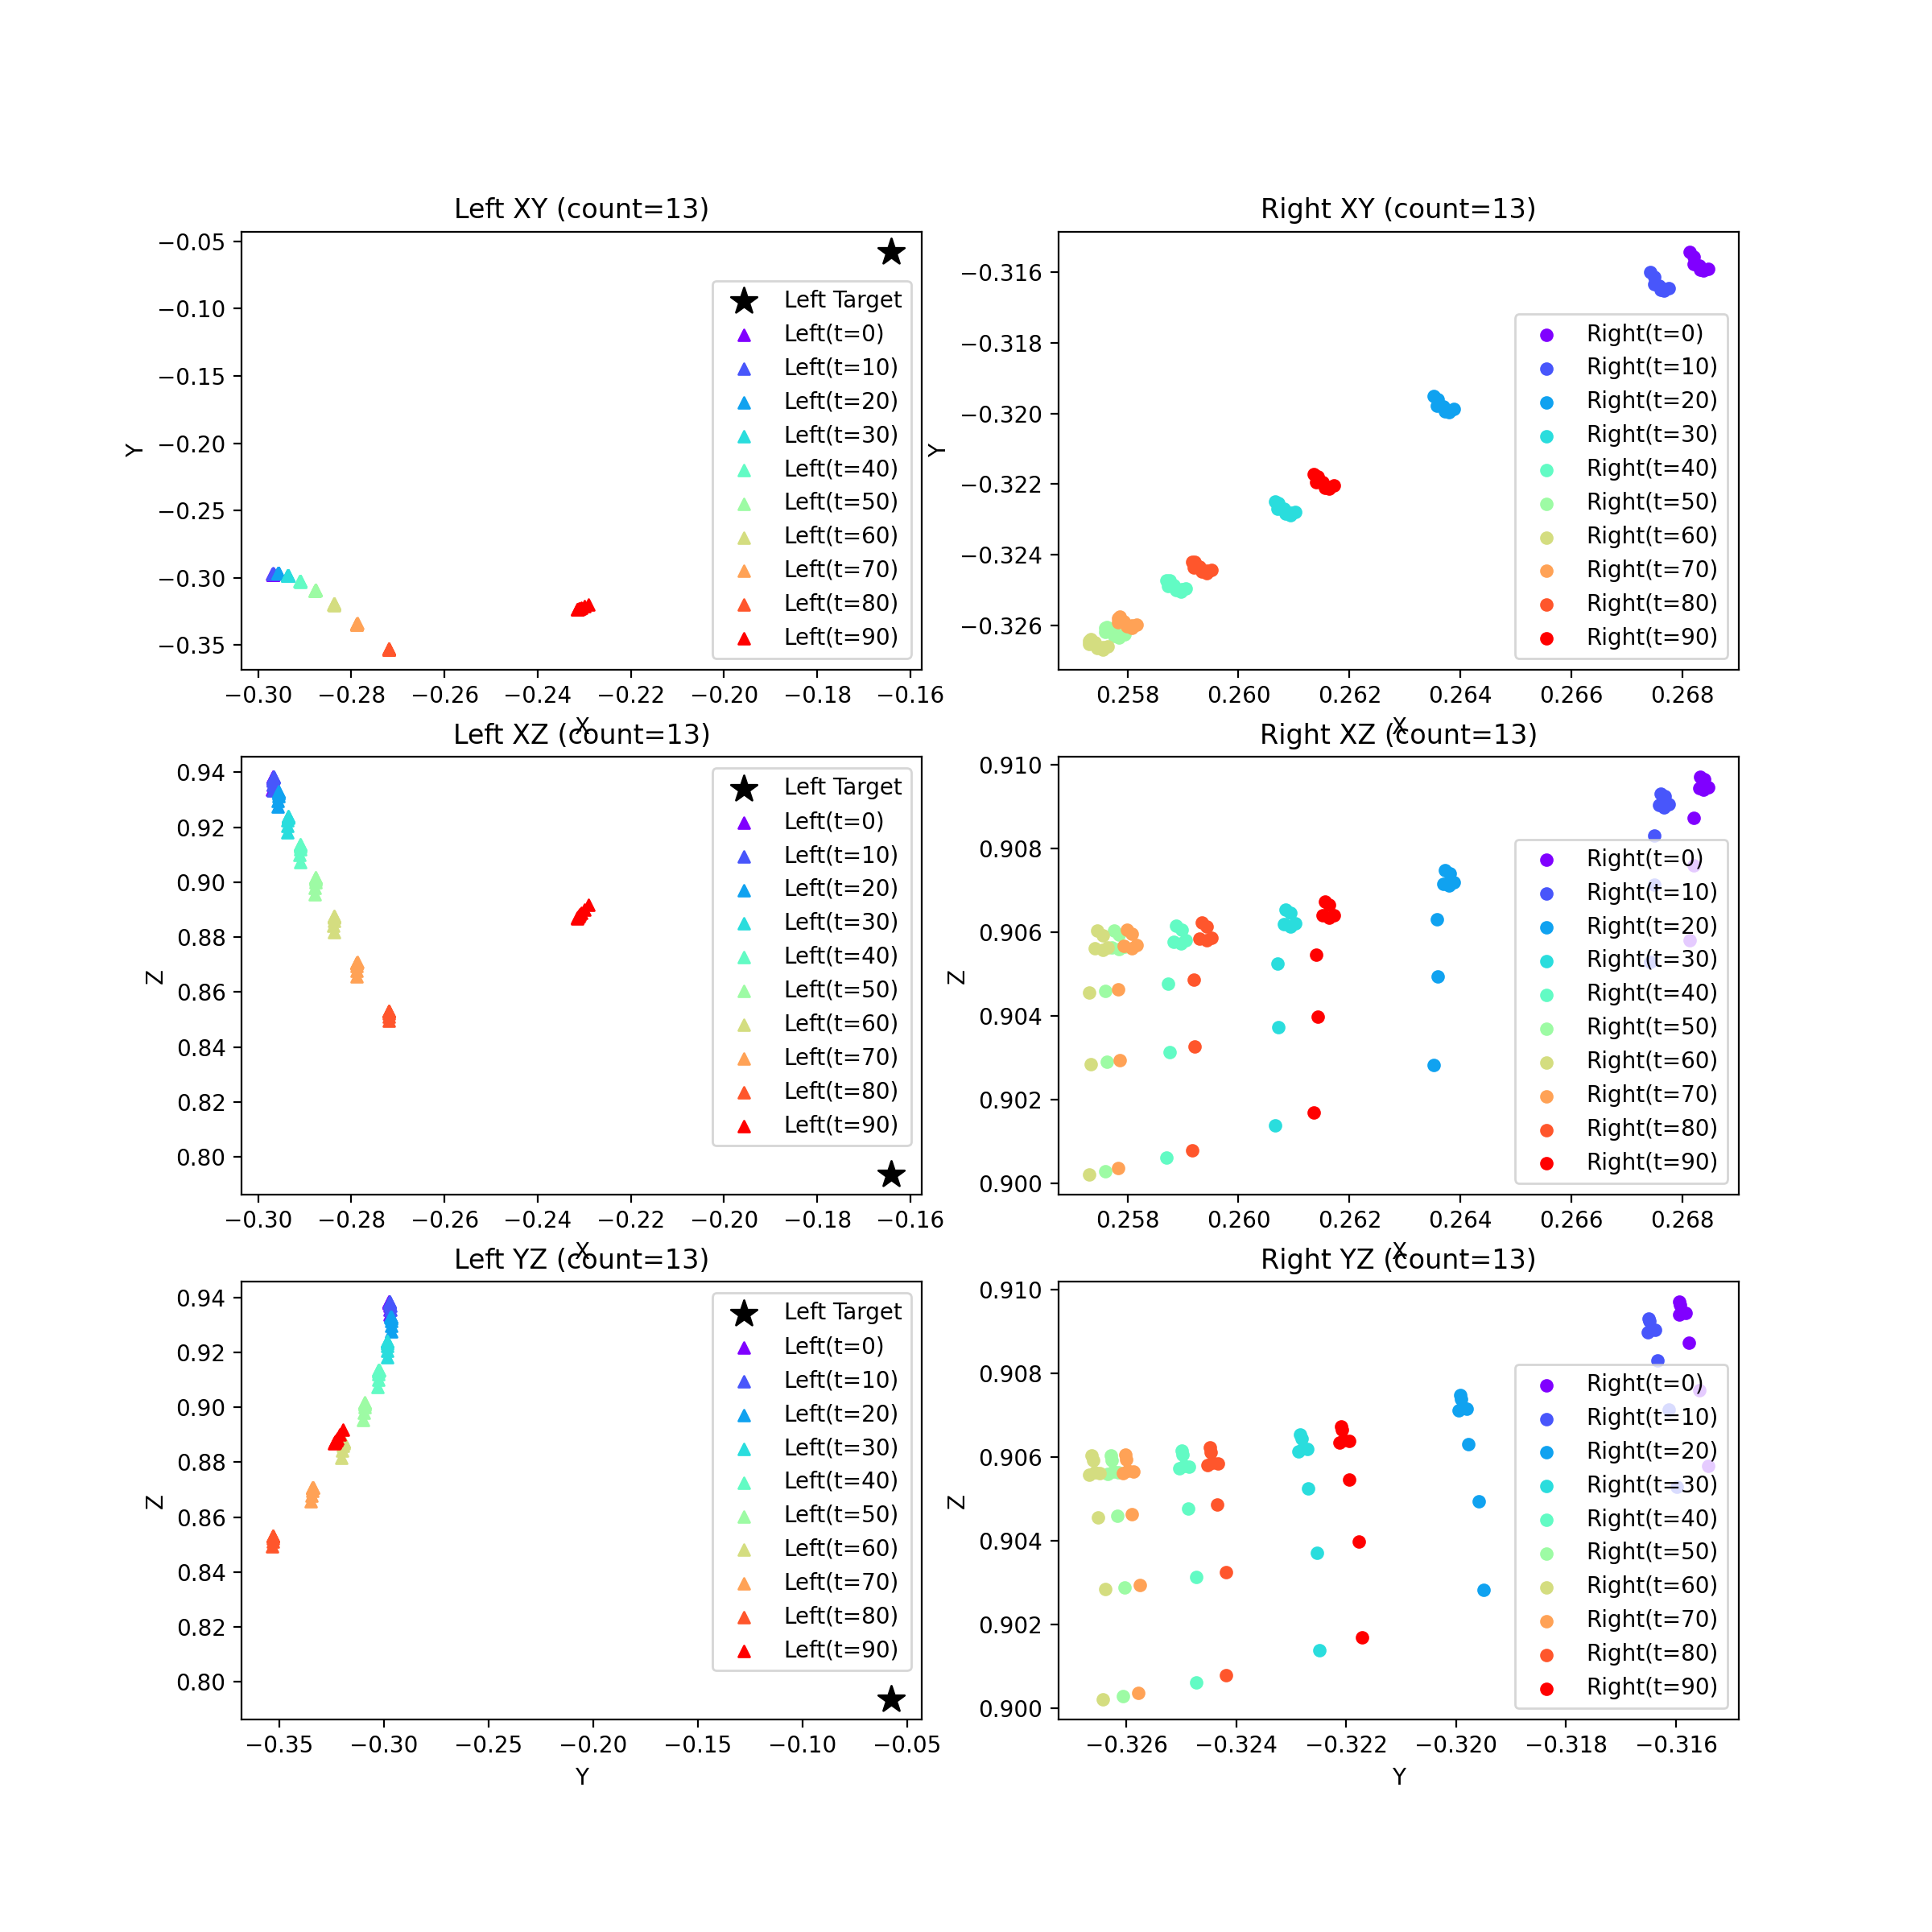 Left XY (count=13)
−0.05
−0.10
−0.15
−0.20
−0.25
−0.30
−0.35
Y
Left Target
Left(t=0)
Left(t=10)
Left(t=20)
Left(t=30)
Left(t=40)
Left(t=50)
Left(t=60)
Left(t=70)
Left(t=80)
Left(t=90)
−0.30 −0.28 −0.26 −0.24 −0.22 −0.20 −0.18 −0.16
X
Right XY (count=13)
−0.316
−0.318
−0.320
−0.322
−0.324
−0.326
Y
Right(t=0)
Right(t=10)
Right(t=20)
Right(t=30)
Right(t=40)
Right(t=50)
Right(t=60)
Right(t=70)
Right(t=80)
Right(t=90)
0.258 0.260 0.262 0.264 0.266 0.268
X
Left XZ (count=13)
0.94
0.92
0.90
0.88
0.86
0.84
0.82
0.80
Z
Left Target
Left(t=0)
Left(t=10)
Left(t=20)
Left(t=30)
Left(t=40)
Left(t=50)
Left(t=60)
Left(t=70)
Left(t=80)
Left(t=90)
−0.30 −0.28 −0.26 −0.24 −0.22 −0.20 −0.18 −0.16
X
Right XZ (count=13)
0.910
0.908
0.906
0.904
0.902
0.900
Z
Right(t=0)
Right(t=10)
Right(t=20)
Right(t=30)
Right(t=40)
Right(t=50)
Right(t=60)
Right(t=70)
Right(t=80)
Right(t=90)
0.258 0.260 0.262 0.264 0.266 0.268
X
Left YZ (count=13)
0.94
0.92
0.90
0.88
0.86
0.84
0.82
0.80
Z
Left Target
Left(t=0)
Left(t=10)
Left(t=20)
Left(t=30)
Left(t=40)
Left(t=50)
Left(t=60)
Left(t=70)
Left(t=80)
Left(t=90)
−0.35 −0.30 −0.25 −0.20 −0.15 −0.10 −0.05
Y
Right YZ (count=13)
0.910
0.908
0.906
0.904
0.902
0.900
Z
Right(t=0)
Right(t=10)
Right(t=20)
Right(t=30)
Right(t=40)
Right(t=50)
Right(t=60)
Right(t=70)
Right(t=80)
Right(t=90)
−0.326 −0.324 −0.322 −0.320 −0.318 −0.316
Y